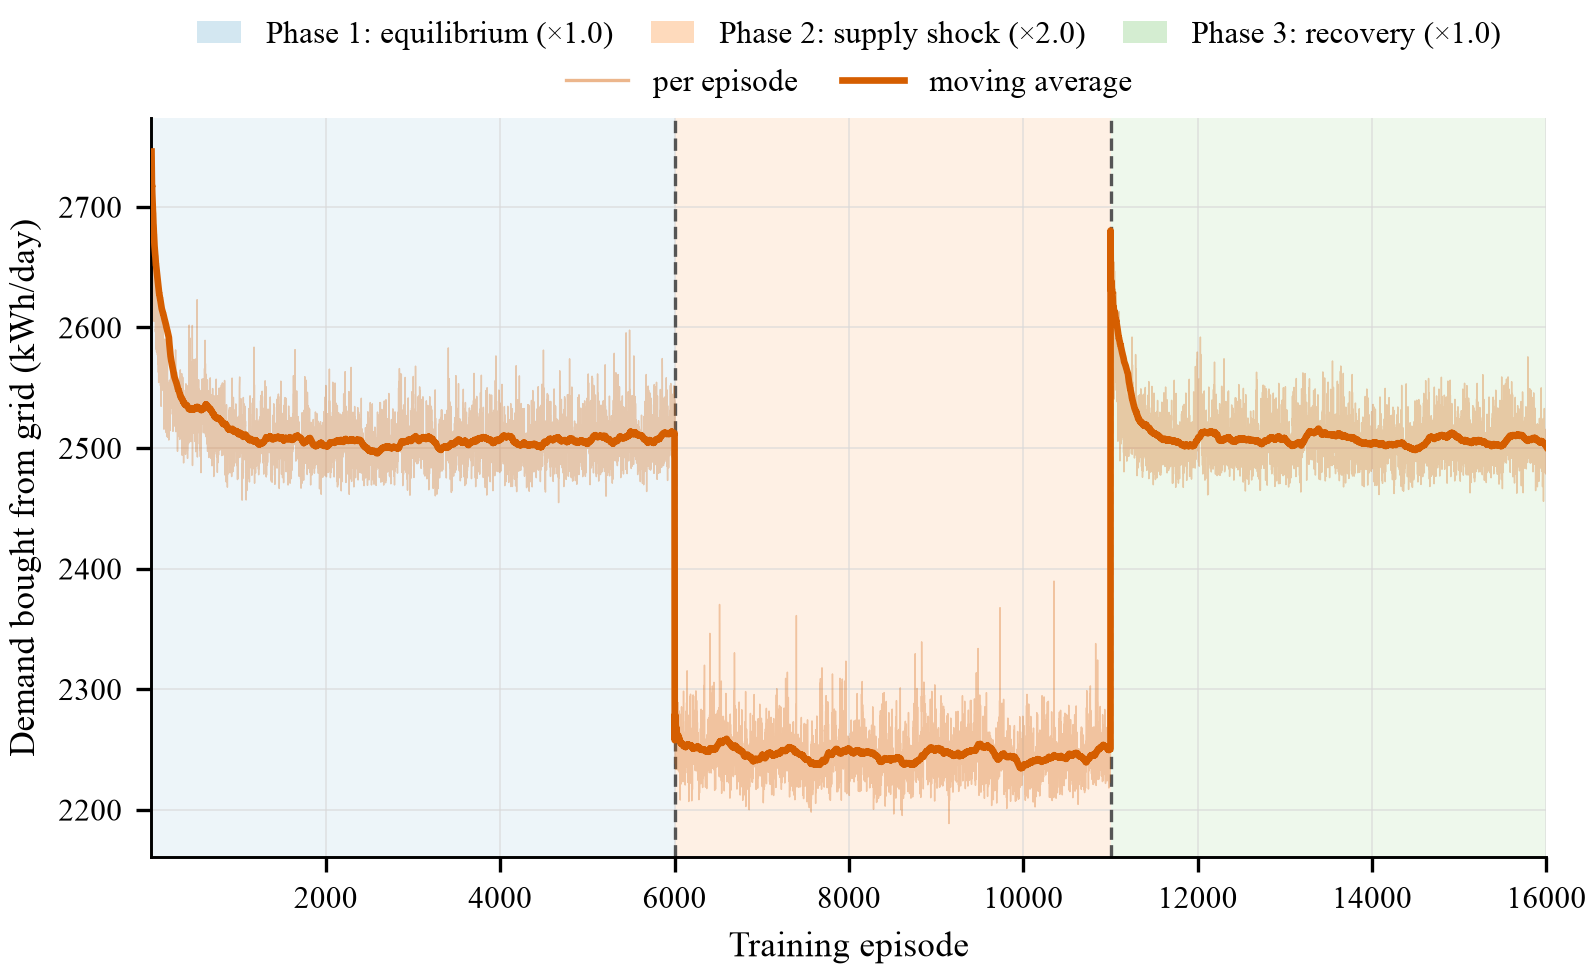 Phase 1: equilibrium (×1.0) Phase 2: supply shock (×2.0) Phase 3: recovery (×1.0)
per episode moving average
Demand bought from grid (kWh/day)
2700
2600
2500
2400
2300
2200
2000 4000 6000 8000 10000 12000 14000 16000
Training episode